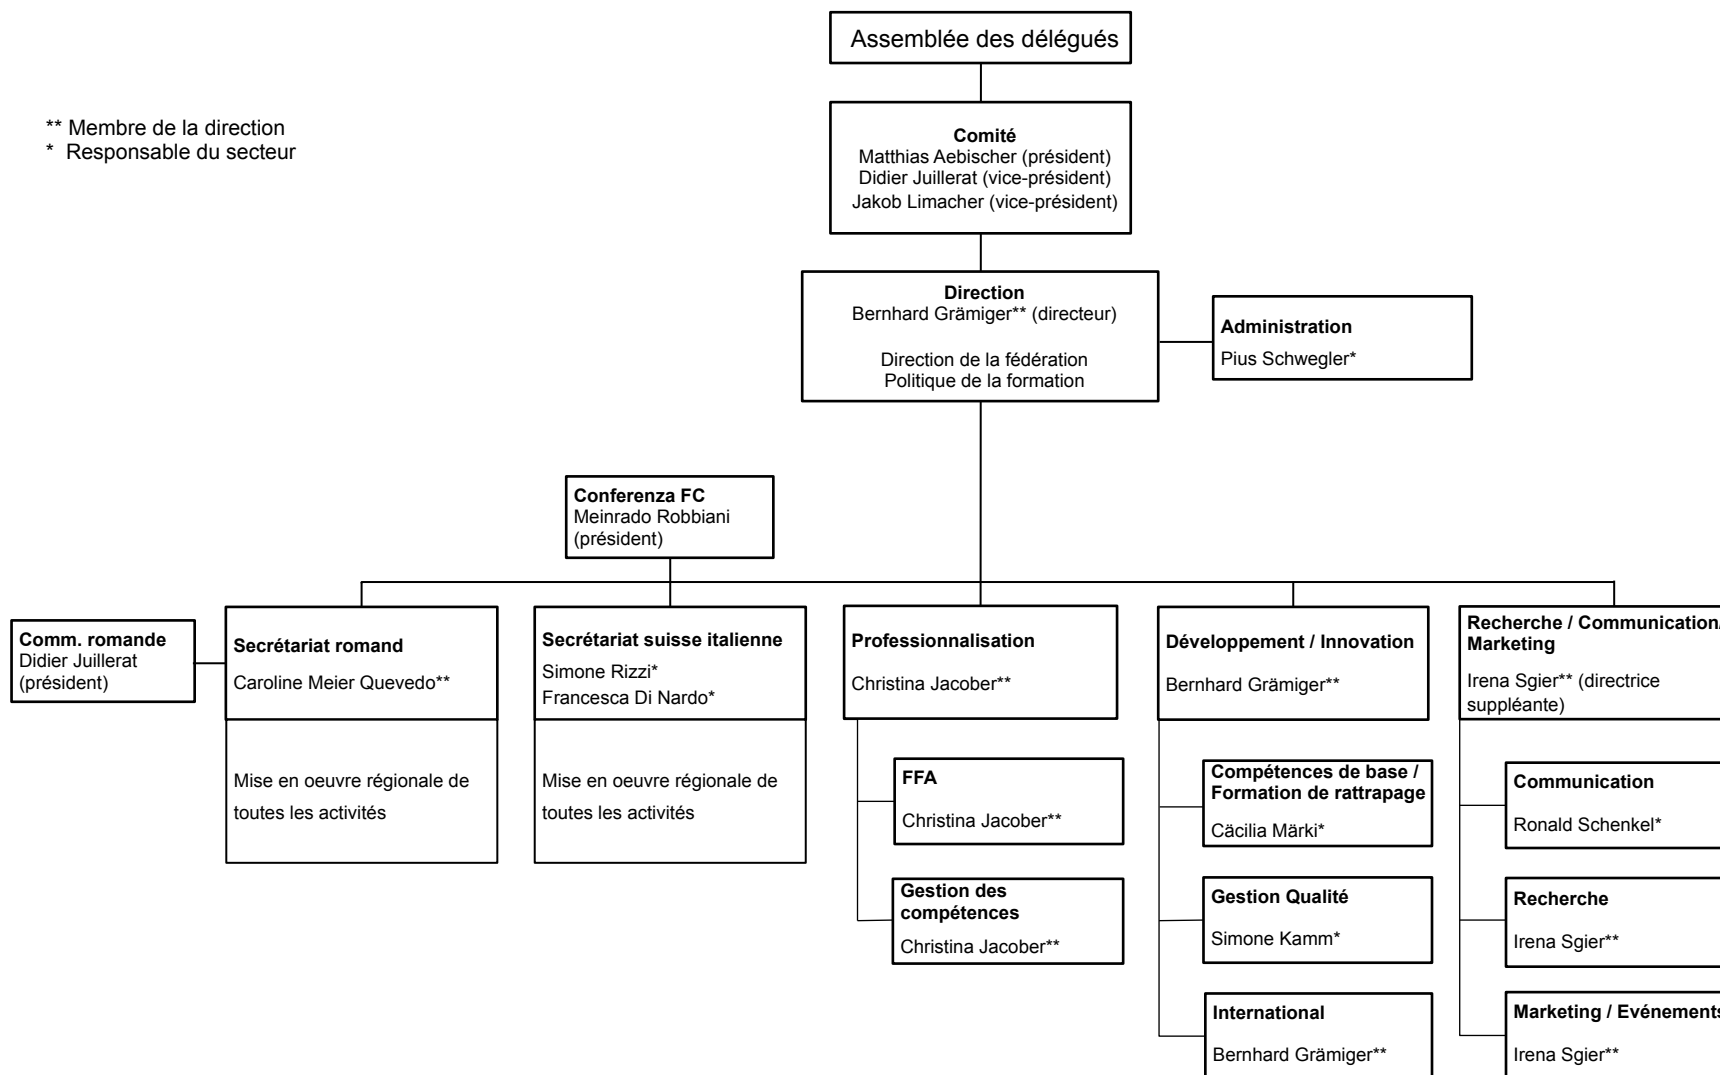 Assemblée des délégués
** Membre de la direction
* Responsable du secteur
Comité
Matthias Aebischer (président)
Didier Juillerat (vice-président)
Jakob Limacher (vice-président)
Direction
Bernhard Grämiger** (directeur)
Direction de la fédération
Politique de la formation
Administration
Pius Schwegler*
Conferenza FC
Meinrado Robbiani
(président)
Comm. romande
Didier Juillerat
(président)
Secrétariat romand
Caroline Meier Quevedo**
Mise en oeuvre régionale de
toutes les activités
Secrétariat suisse italienne
Simone Rizzi*
Francesca Di Nardo*
Mise en oeuvre régionale de
toutes les activités
Professionnalisation
Christina Jacober**
FFA
Christina Jacober**
Gestion des
compétences
Christina Jacober**
Développement / Innovation
Bernhard Grämiger**
Compétences de base /
Formation de rattrapage
Cäcilia Märki*
Gestion Qualité
Simone Kamm*
International
Bernhard Grämiger**
Recherche / Communication/
Marketing
Irena Sgier** (directrice
suppléante)
Communication
Ronald Schenkel*
Recherche
Irena Sgier**
Marketing / Evénements
Irena Sgier**